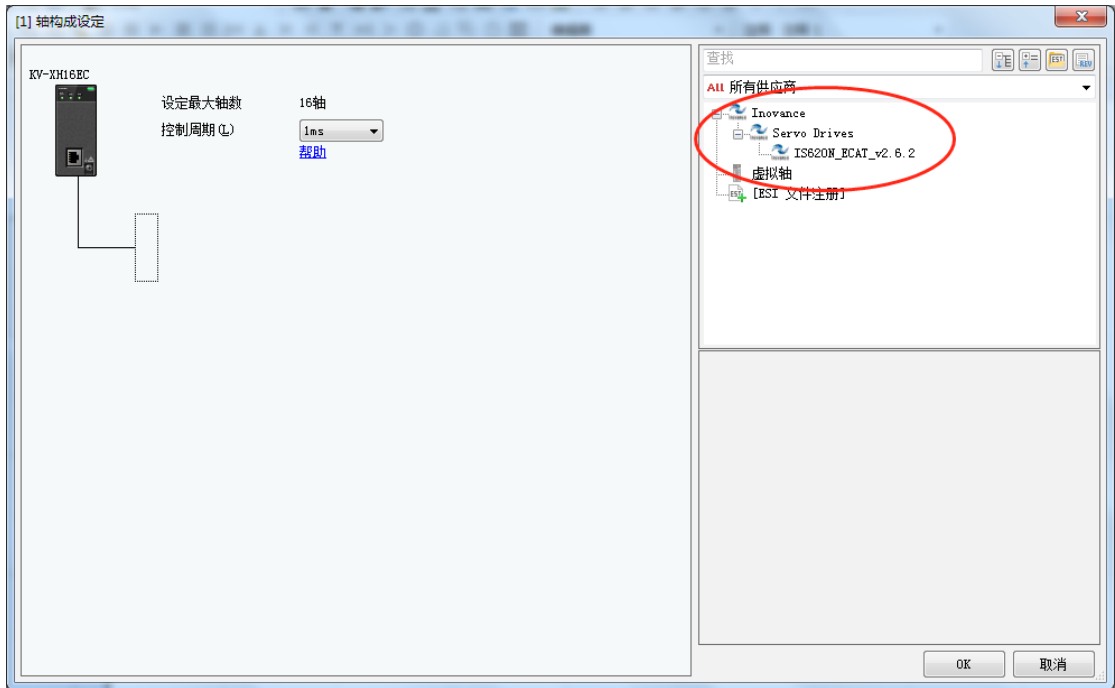 [1] 轴构成设定
KV-XH16EC
设定最大轴数 16轴
控制周期(L) 1ms
帮助
查找
ESI
REV
All 所有供应商
Inovance
Servo Drives
IS620N_ECAT_v2.6.2
虚拟轴
[ESI 文件注册]
OK
取消